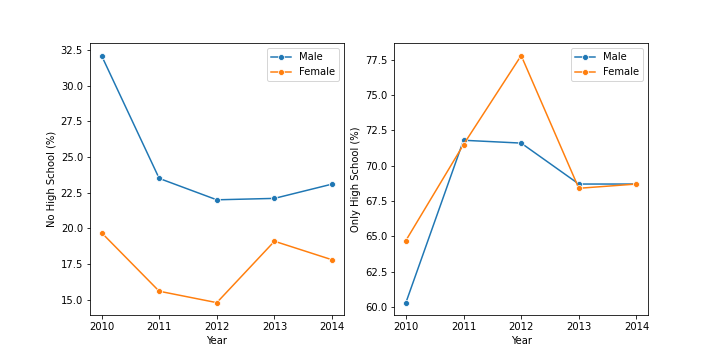 32.5
30.0
27.5
25.0
22.5
20.0
17.5
15.0
No High School (%)
2010 2011 2012 2013 2014
Year
Male
Female
77.5
75.0
72.5
70.0
67.5
65.0
62.5
60.0
Only High School (%)
2010 2011 2012 2013 2014
Year
Male
Female